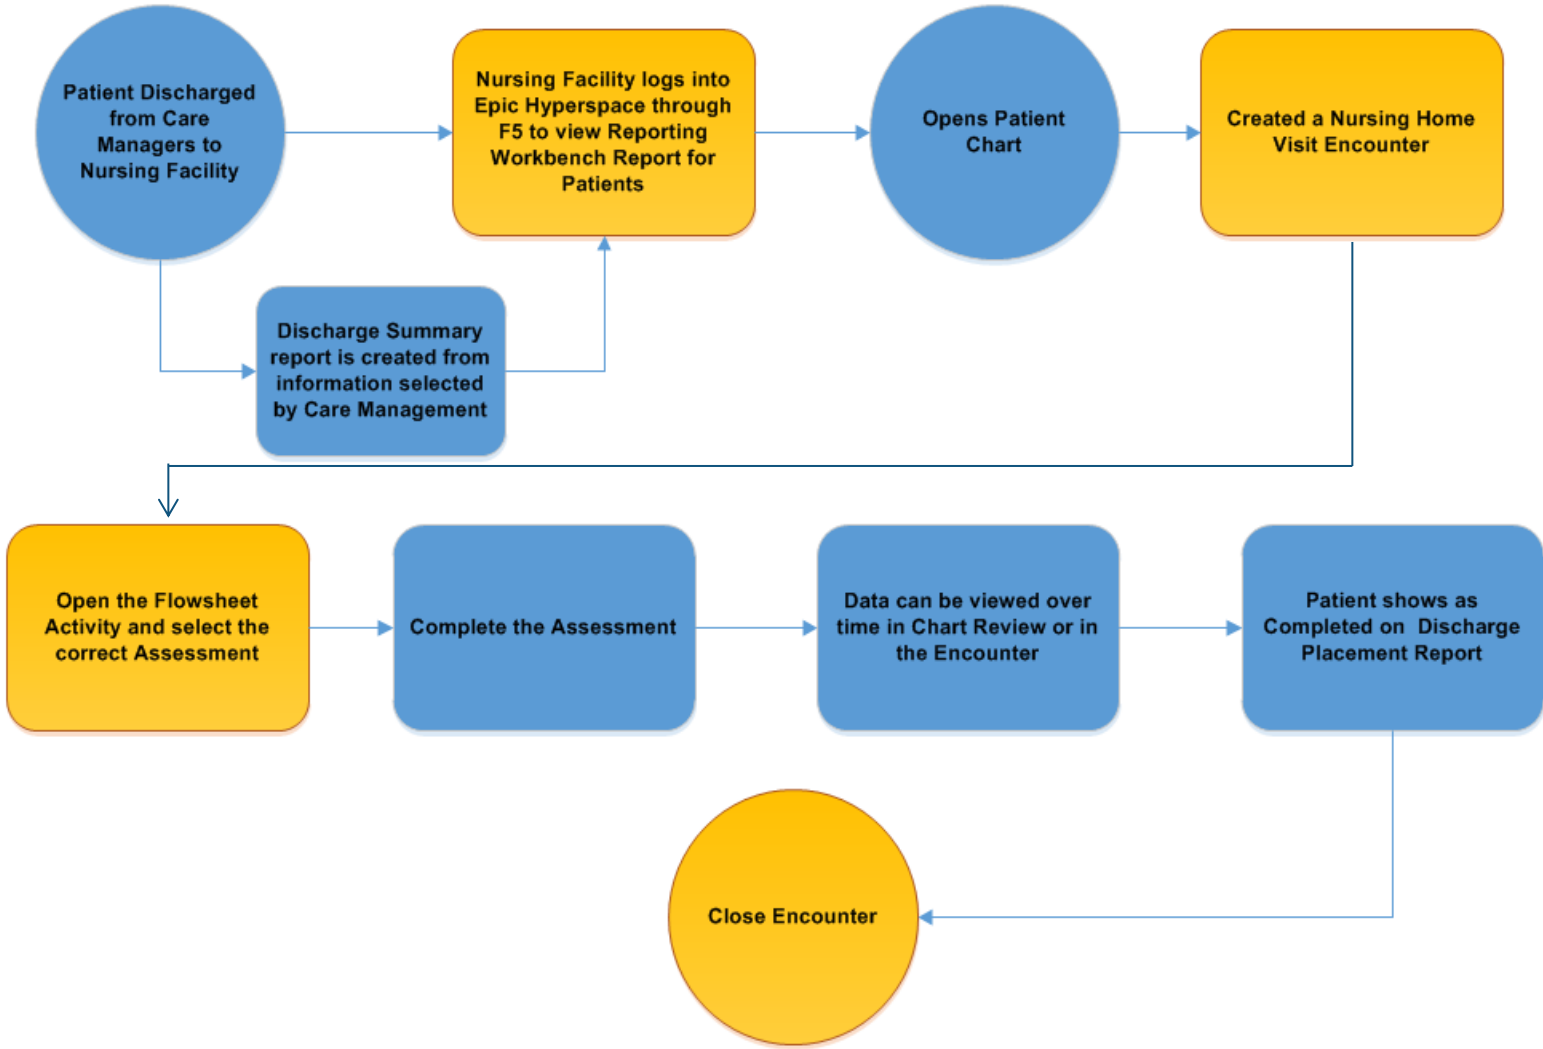 Patient Discharged
from Care
Managers to
Nursing Facility
Nursing Facility logs into
Epic Hyperspace through
F5 to view Reporting
Workbench Report for
Patients
Opens Patient
Chart
Created a Nursing Home
Visit Encounter
Discharge Summary
report is created from
information selected
by Care Management
Open the Flowsheet
Activity and select the
correct Assessment
Complete the Assessment
Data can be viewed over
time in Chart Review or in
the Encounter
Patient shows as
Completed on  Discharge
Placement Report
Close Encounter